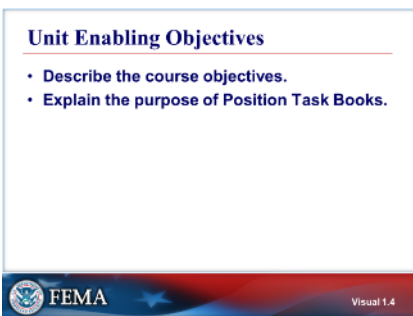 Unit Enabling Objectives
• Describe the course objectives.
• Explain the purpose of Position Task Books.
FEMA
Visual 1.4